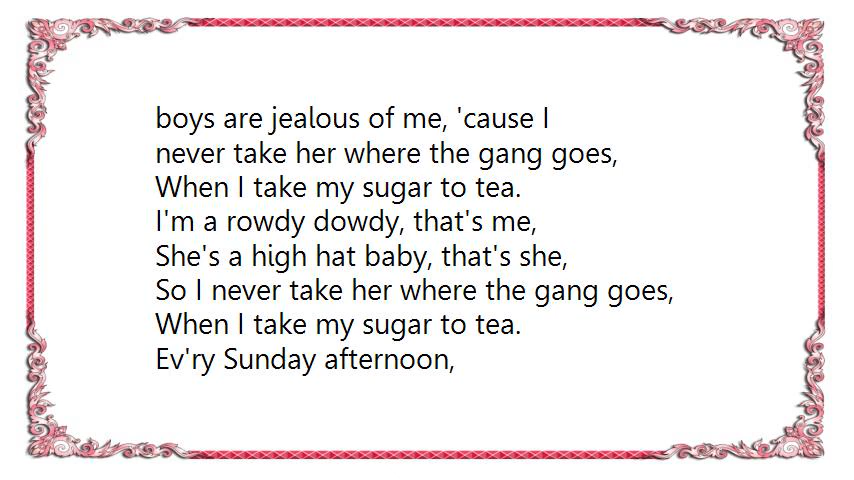 boys are jealous of me, 'cause I
never take her where the gang goes,
When I take my sugar to tea.
I'm a rowdy dowdy, that's me,
She's a high hat baby, that's she,
So I never take her where the gang goes,
When I take my sugar to tea.
Ev'ry Sunday afternoon,